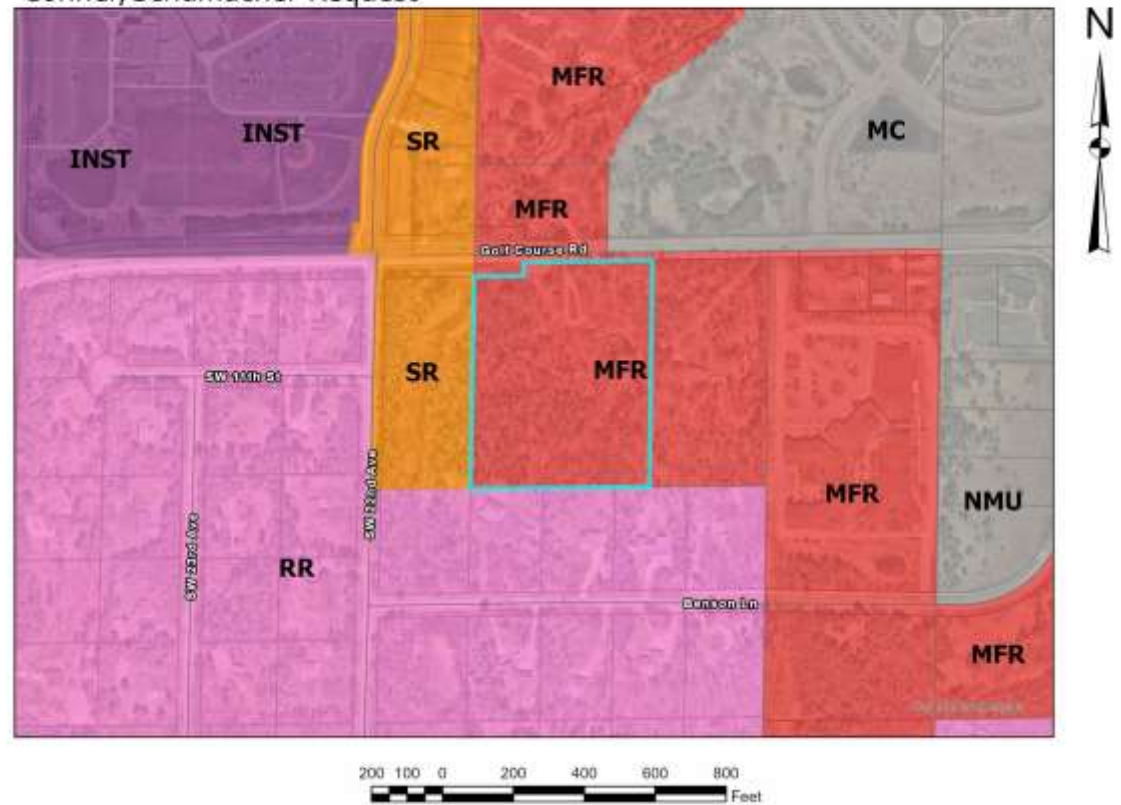 N
MFR
INST
INST
SR
MC
MFR
Golf Course Rd
SR
MFR
SW 11th St
SW 22nd Ave
MFR
NMU
SW 23rd Ave
RR
Benson Ln
MFR
200 100 0 200 400 600 800
Feet